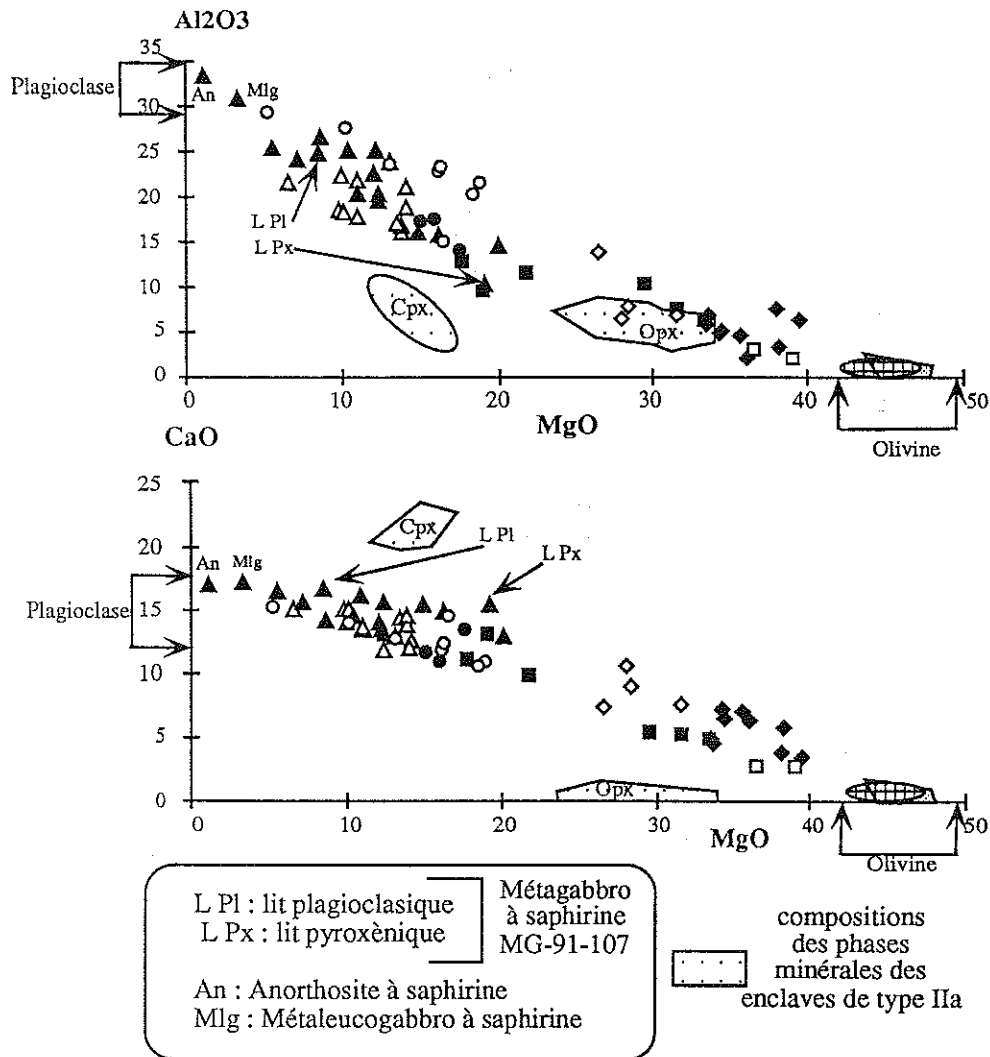 Al2O3
35
Plagioclase
An
Mlg
30
25
20
L Pl
15
L Px
10
Cpx
5
Opx
0
0 10 20 30 40 50
MgO
Olivine
CaO
25
Cpx
L Pl
20
L Px
An
Mlg
Plagioclase
15
10
5
Opx
0
0 10 20 30 40 50
MgO
Olivine
L Pl : lit plagioclasique
L Px : lit pyroxènique
Métagabbro
à saphirine
MG-91-107
An : Anorthosite à saphirine
Mlg : Métaleucogabbro à saphirine
compositions
des phases
minérales des
enclaves de type IIa